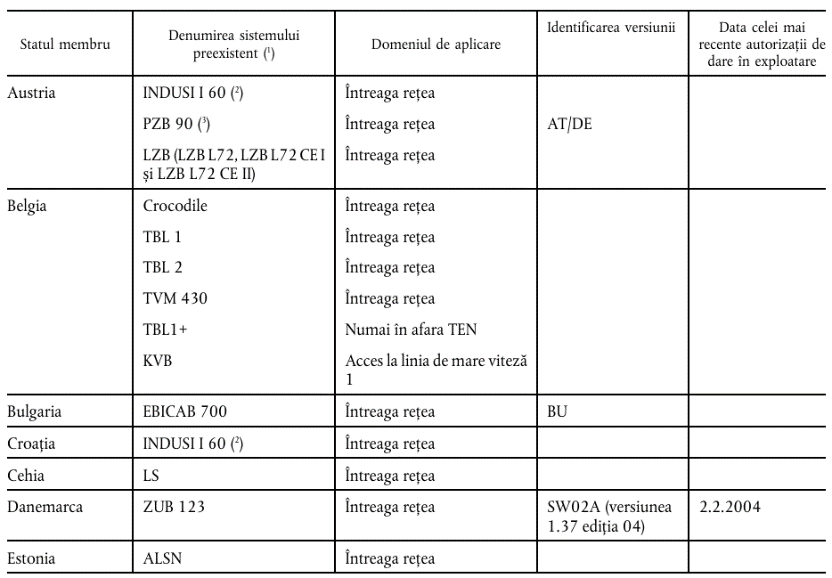 Statul membru
Denumirea sistemului
preexistent (¹)
Domeniul de aplicare
Identificarea versiunii
Data celei mai
recente autorizații de
dare în exploatare
Austria
INDUSI I 60 (²)
Întreaga rețea
PZB 90 (³)
Întreaga rețea
AT/DE
LZB (LZB L72, LZB L72 CE I
și LZB L72 CE II)
Întreaga rețea
Belgia
Crocodile
Întreaga rețea
TBL 1
Întreaga rețea
TBL 2
Întreaga rețea
TVM 430
Întreaga rețea
TBL1+
Numai în afara TEN
KVB
Acces la linia de mare viteză
1
Bulgaria
EBICAB 700
Întreaga rețea
BU
Croația
INDUSI I 60 (²)
Întreaga rețea
Cehia
LS
Întreaga rețea
Danemarca
ZUB 123
Întreaga rețea
SW02A (versiunea
1.37 ediția 04)
2.2.2004
Estonia
ALSN
Întreaga rețea